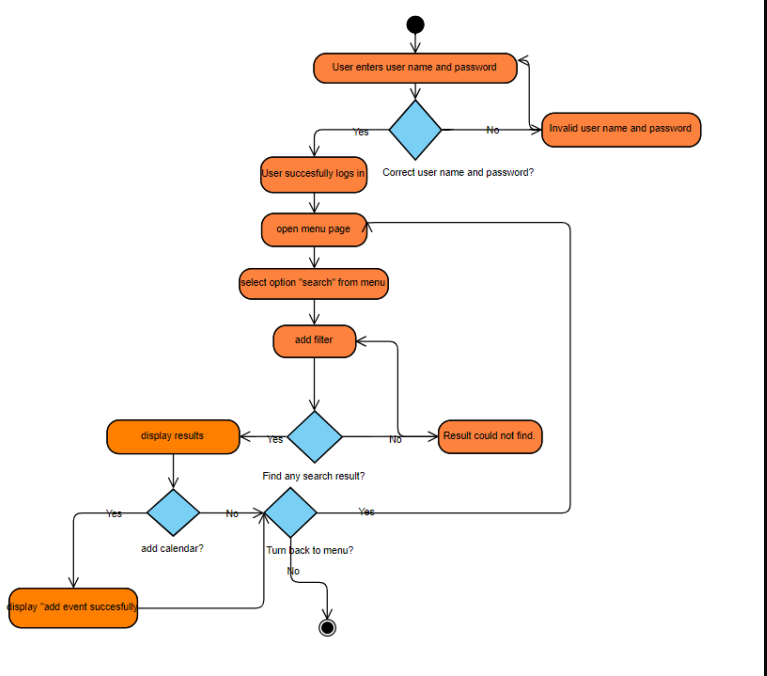 User enters user name and password
Yes
No
Invalid user name and password
User succesfully logs in
Correct user name and password?
open menu page
select option "search" from menu
add filter
display results
Yes
No
Result could not find.
Find any search result?
Yes
No
Yes
add calendar?
Turn back to menu?
No
display "add event succesfully